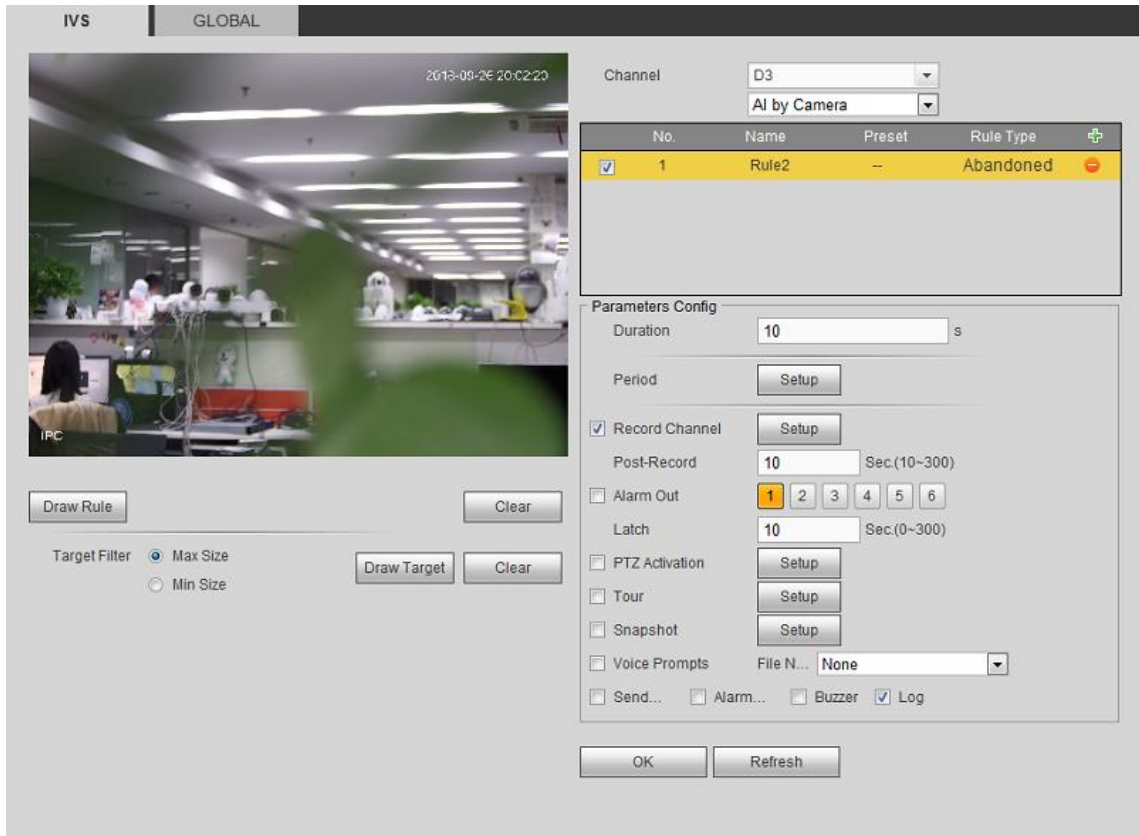 IVS
GLOBAL
2018-09-26 20:02:20
IPC
Draw Rule
Clear
Target Filter
Max Size
Min Size
Draw Target
Clear
Channel
D3
AI by Camera
No. Name Preset Rule Type
1 Rule2 -- Abandoned
Parameters Config
Duration 10 s
Period Setup
Record Channel Setup
Post-Record 10 Sec.(10~300)
Alarm Out 1 2 3 4 5 6
Latch 10 Sec.(0~300)
PTZ Activation Setup
Tour Setup
Snapshot Setup
Voice Prompts File N... None
Send... Alarm... Buzzer Log
OK Refresh